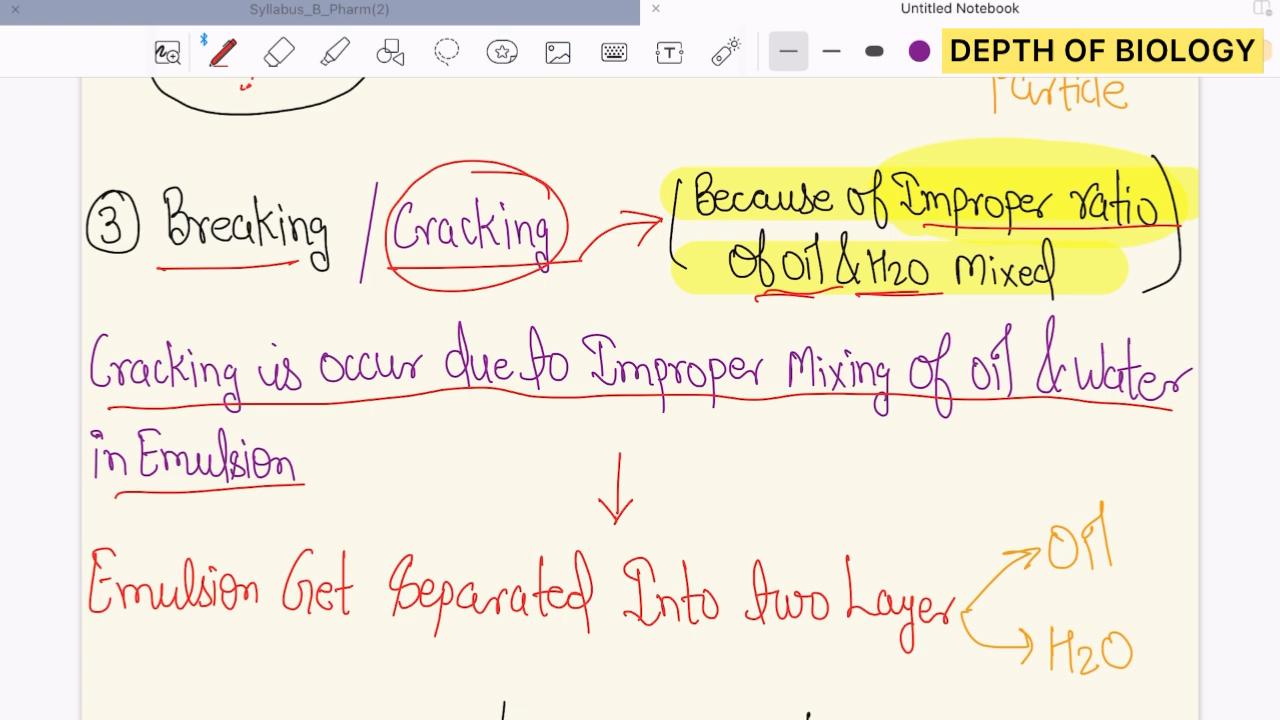 Syllabus_B_Pharm(2)
Untitled Notebook
DEPTH OF BIOLOGY
Particle
3 Breaking / Cracking
(Because of Improper ratio
Of Oil & H2O Mixed)
Cracking is occur due to Improper Mixing of oil & Water
in Emulsion
Emulsion Get Separated Into two Layer
Oil
H2O